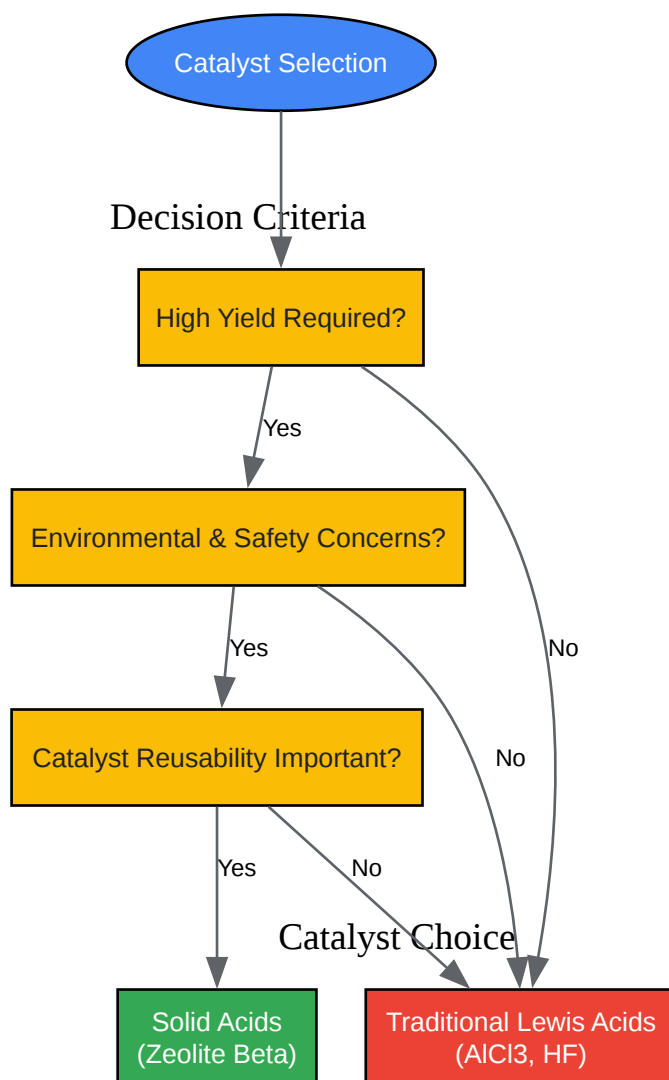 Catalyst Selection
Decision Criteria
High Yield Required?
Yes
Environmental & Safety Concerns?
Yes
No
Catalyst Reusability Important?
No
Yes
No
Catalyst Choice
Solid Acids
(Zeolite Beta)
Traditional Lewis Acids
(AlCl3, HF)